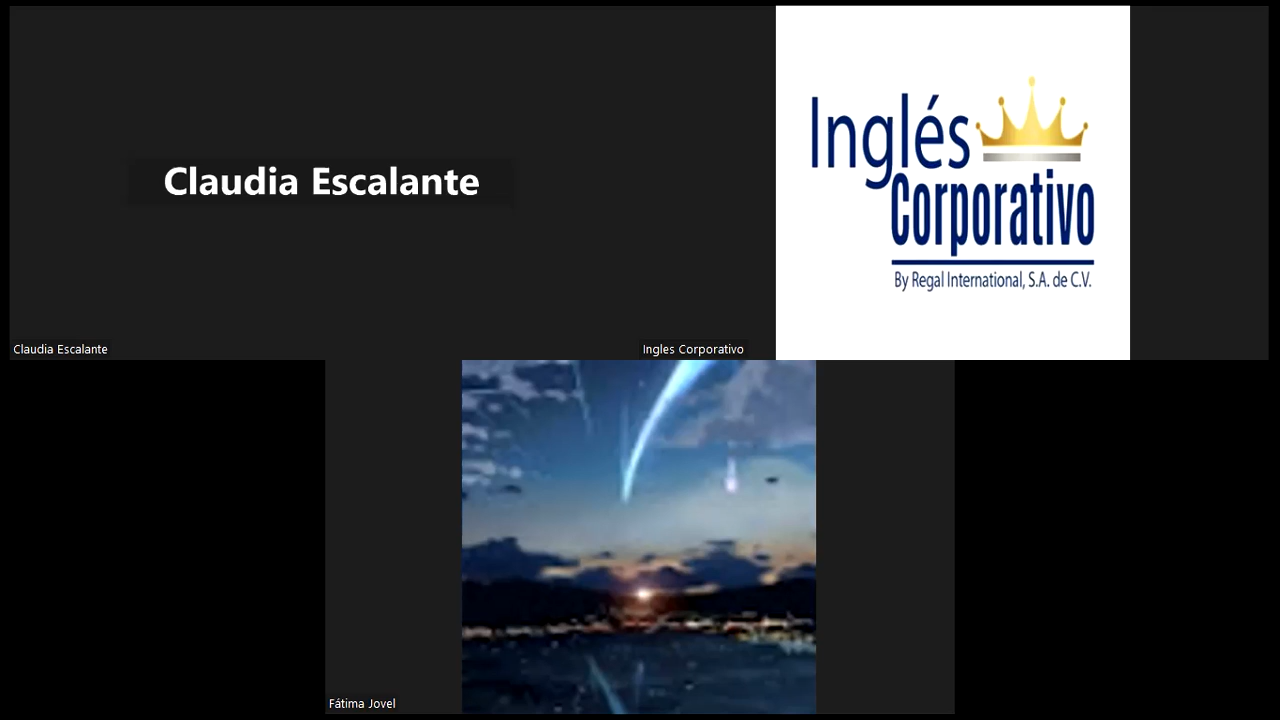 Claudia Escalante
Inglés
Corporativo
By Regal International, S.A. de C.V.
Claudia Escalante
Ingles Corporativo
Fátima Jovel